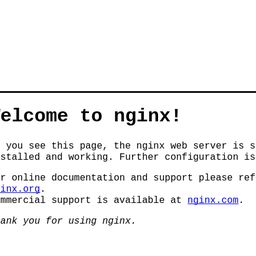 elcome to nginx!
you see this page, the nginx web server is s
stalled and working. Further configuration is
r online documentation and support please ref
inx.org.
mmercial support is available at nginx.com.
ank you for using nginx.